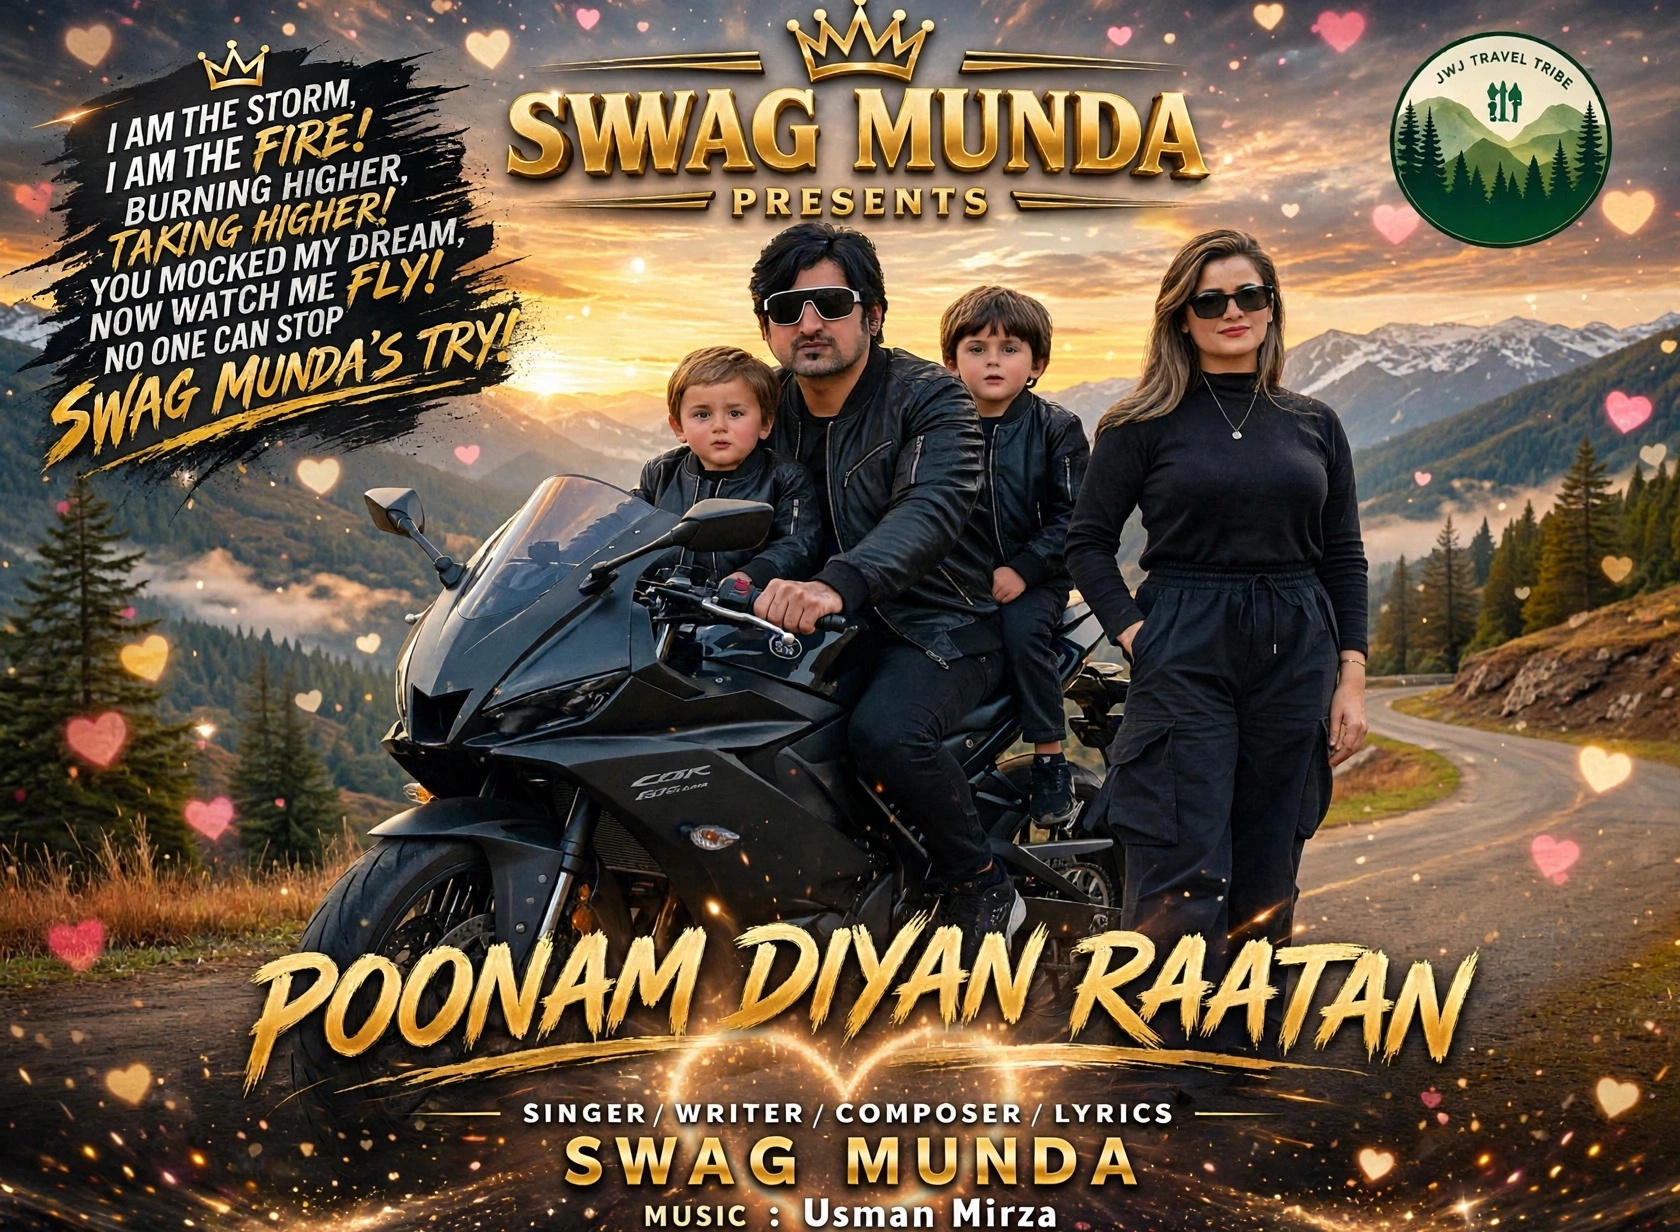 I AM THE STORM,
I AM THE FIRE!
BURNING HIGHER,
TAKING HIGHER!
YOU MOCKED MY DREAM,
NOW WATCH ME FLY!
NO ONE CAN STOP
SWAG MUNDA'S TRY!
SWAG MUNDA
PRESENTS
JWJ TRAVEL TRIBE
POONAM DIYAN RAATAN
SINGER / WRITER / COMPOSER / LYRICS
SWAG MUNDA
MUSIC : Usman Mirza